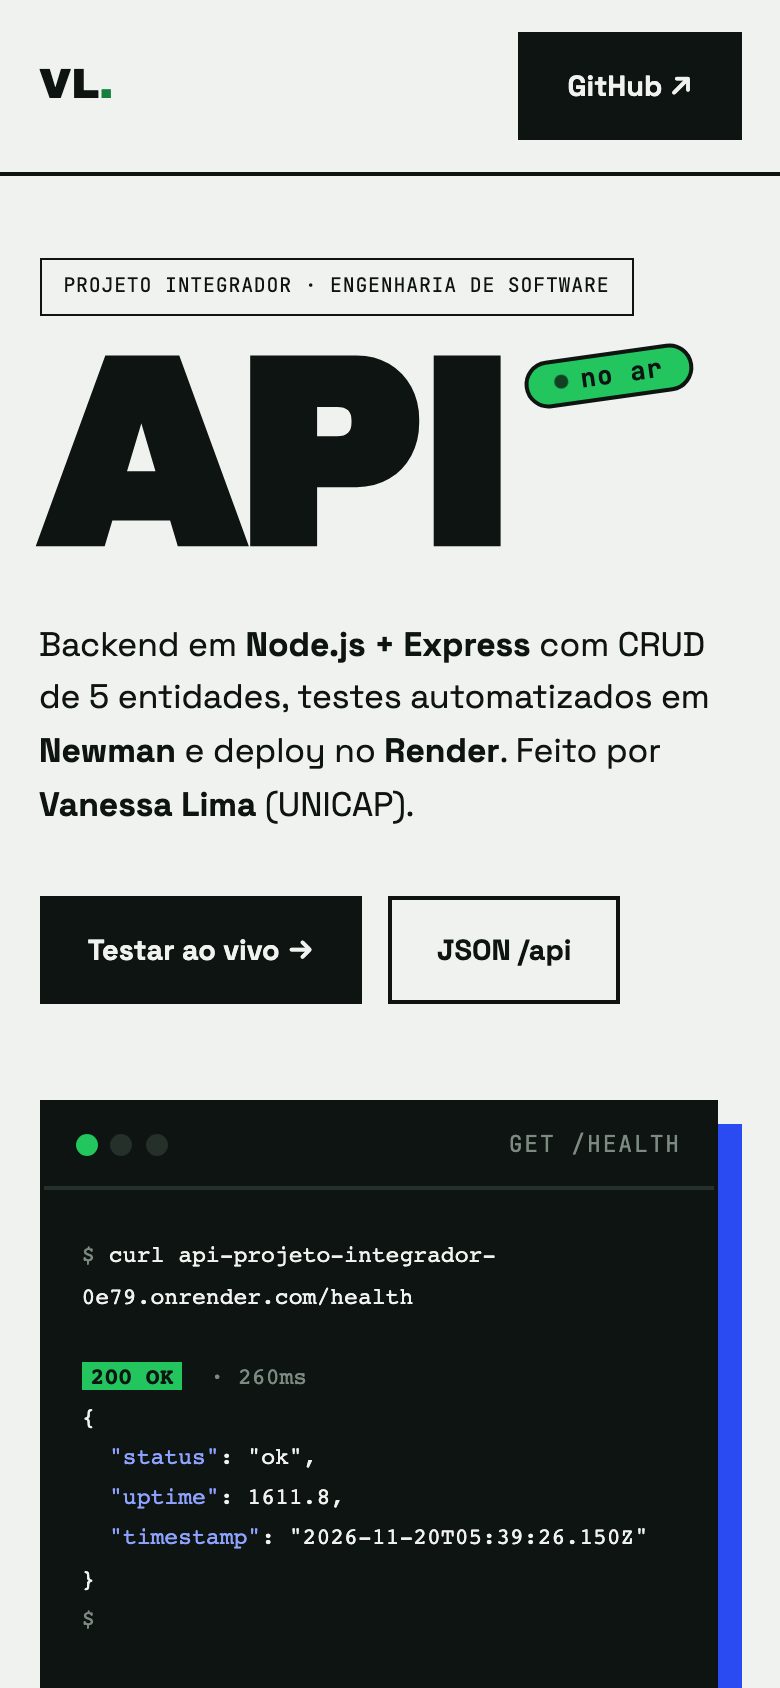 VL.
GitHub ↗
PROJETO INTEGRADOR · ENGENHARIA DE SOFTWARE
API
no ar
Backend em Node.js + Express com CRUD
de 5 entidades, testes automatizados em
Newman e deploy no Render. Feito por
Vanessa Lima (UNICAP).
Testar ao vivo →
JSON /api
GET /HEALTH
$ curl api-projeto-integrador-
0e79.onrender.com/health
200 OK · 260ms
{
"status": "ok",
"uptime": 1611.8,
"timestamp": "2026-11-20T05:39:26.150Z"
}
$